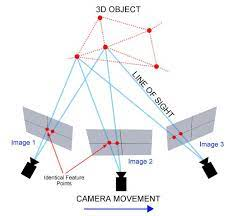 3D OBJECT
LINE OF SIGHT
Image 1
Image 2
Image 3
Identical Feature
Points
CAMERA MOVEMENT